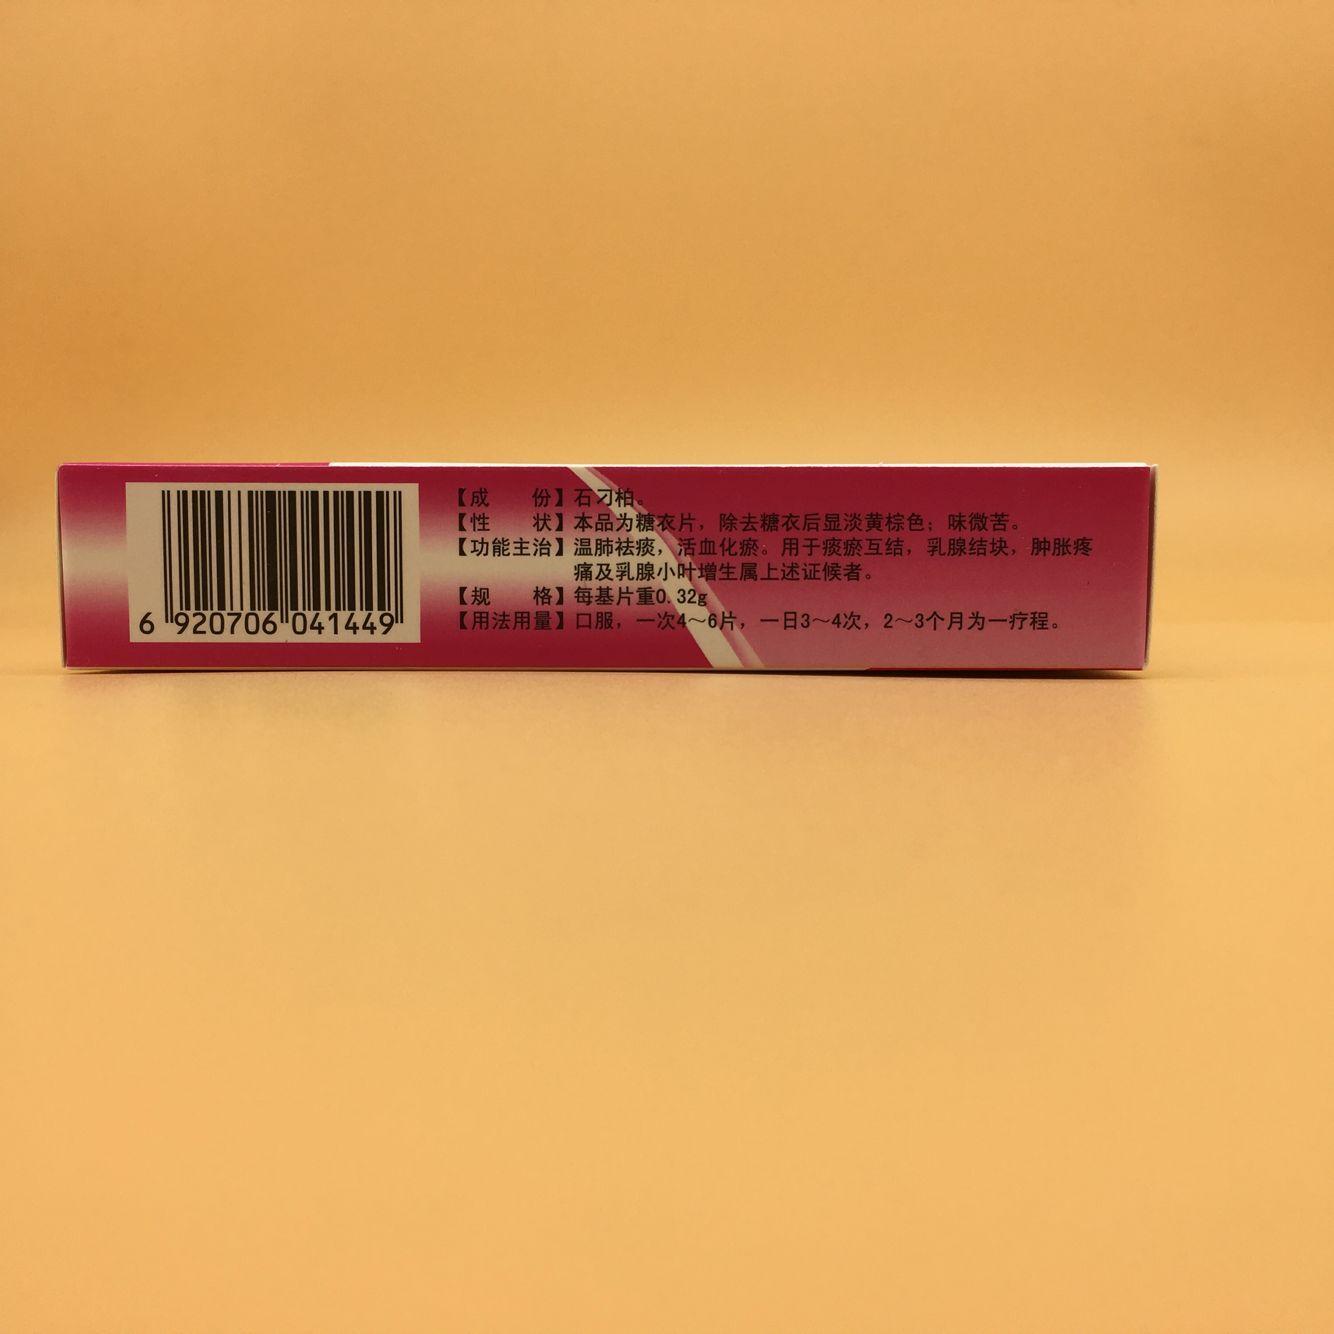 【成　　份】石刁柏。
【性　　状】本品为糖衣片，除去糖衣后显淡黄棕色；味微苦。
【功能主治】温肺祛痰，活血化瘀。用于痰瘀互结，乳腺结块，肿胀疼
痛及乳腺小叶增生属上述证候者。
【规　　格】每基片重0.32g
【用法用量】口服，一次4～6片，一日3～4次，2～3个月为一疗程。
6 920706 041449